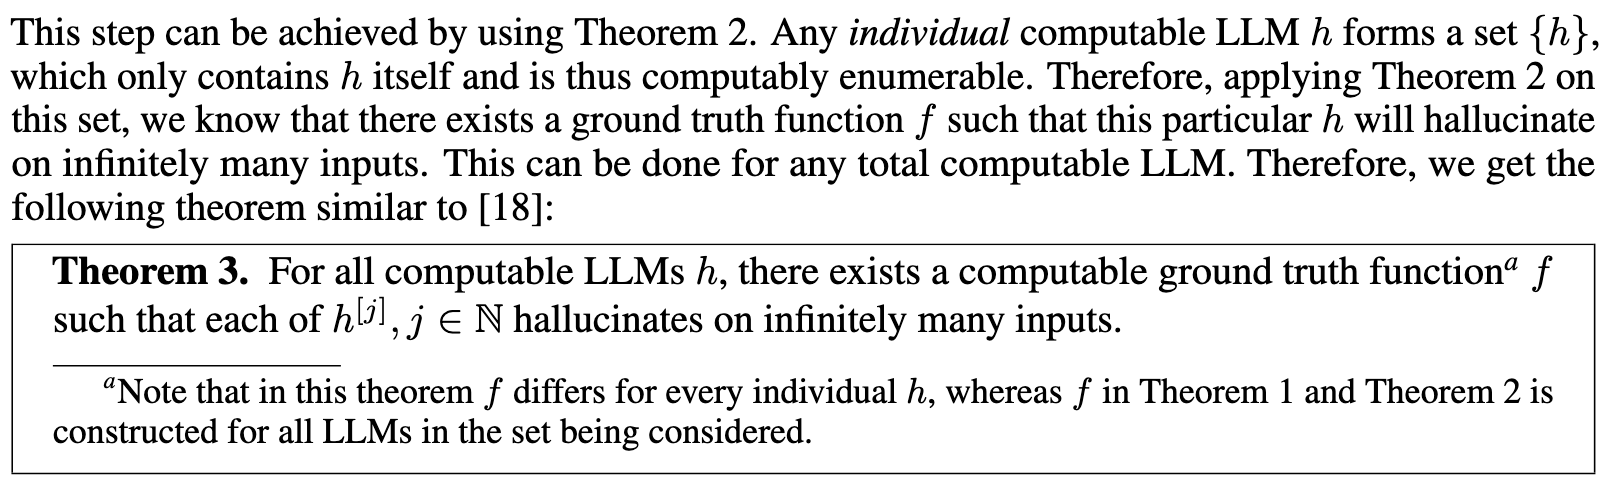 This step can be achieved by using Theorem 2. Any individual computable LLM h forms a set {h},
which only contains h itself and is thus computably enumerable. Therefore, applying Theorem 2 on
this set, we know that there exists a ground truth function f such that this particular h will hallucinate
on infinitely many inputs. This can be done for any total computable LLM. Therefore, we get the
following theorem similar to [18]:
Theorem 3. For all computable LLMs h, there exists a computable ground truth functionᵃ f
such that each of h^[j], j ∈ ℕ hallucinates on infinitely many inputs.
ᵃNote that in this theorem f differs for every individual h, whereas f in Theorem 1 and Theorem 2 is
constructed for all LLMs in the set being considered.